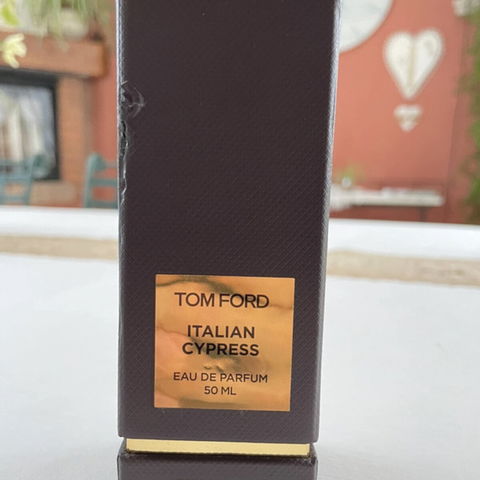 TOM FORD
ITALIAN
CYPRESS
EAU DE PARFUM
50 ML